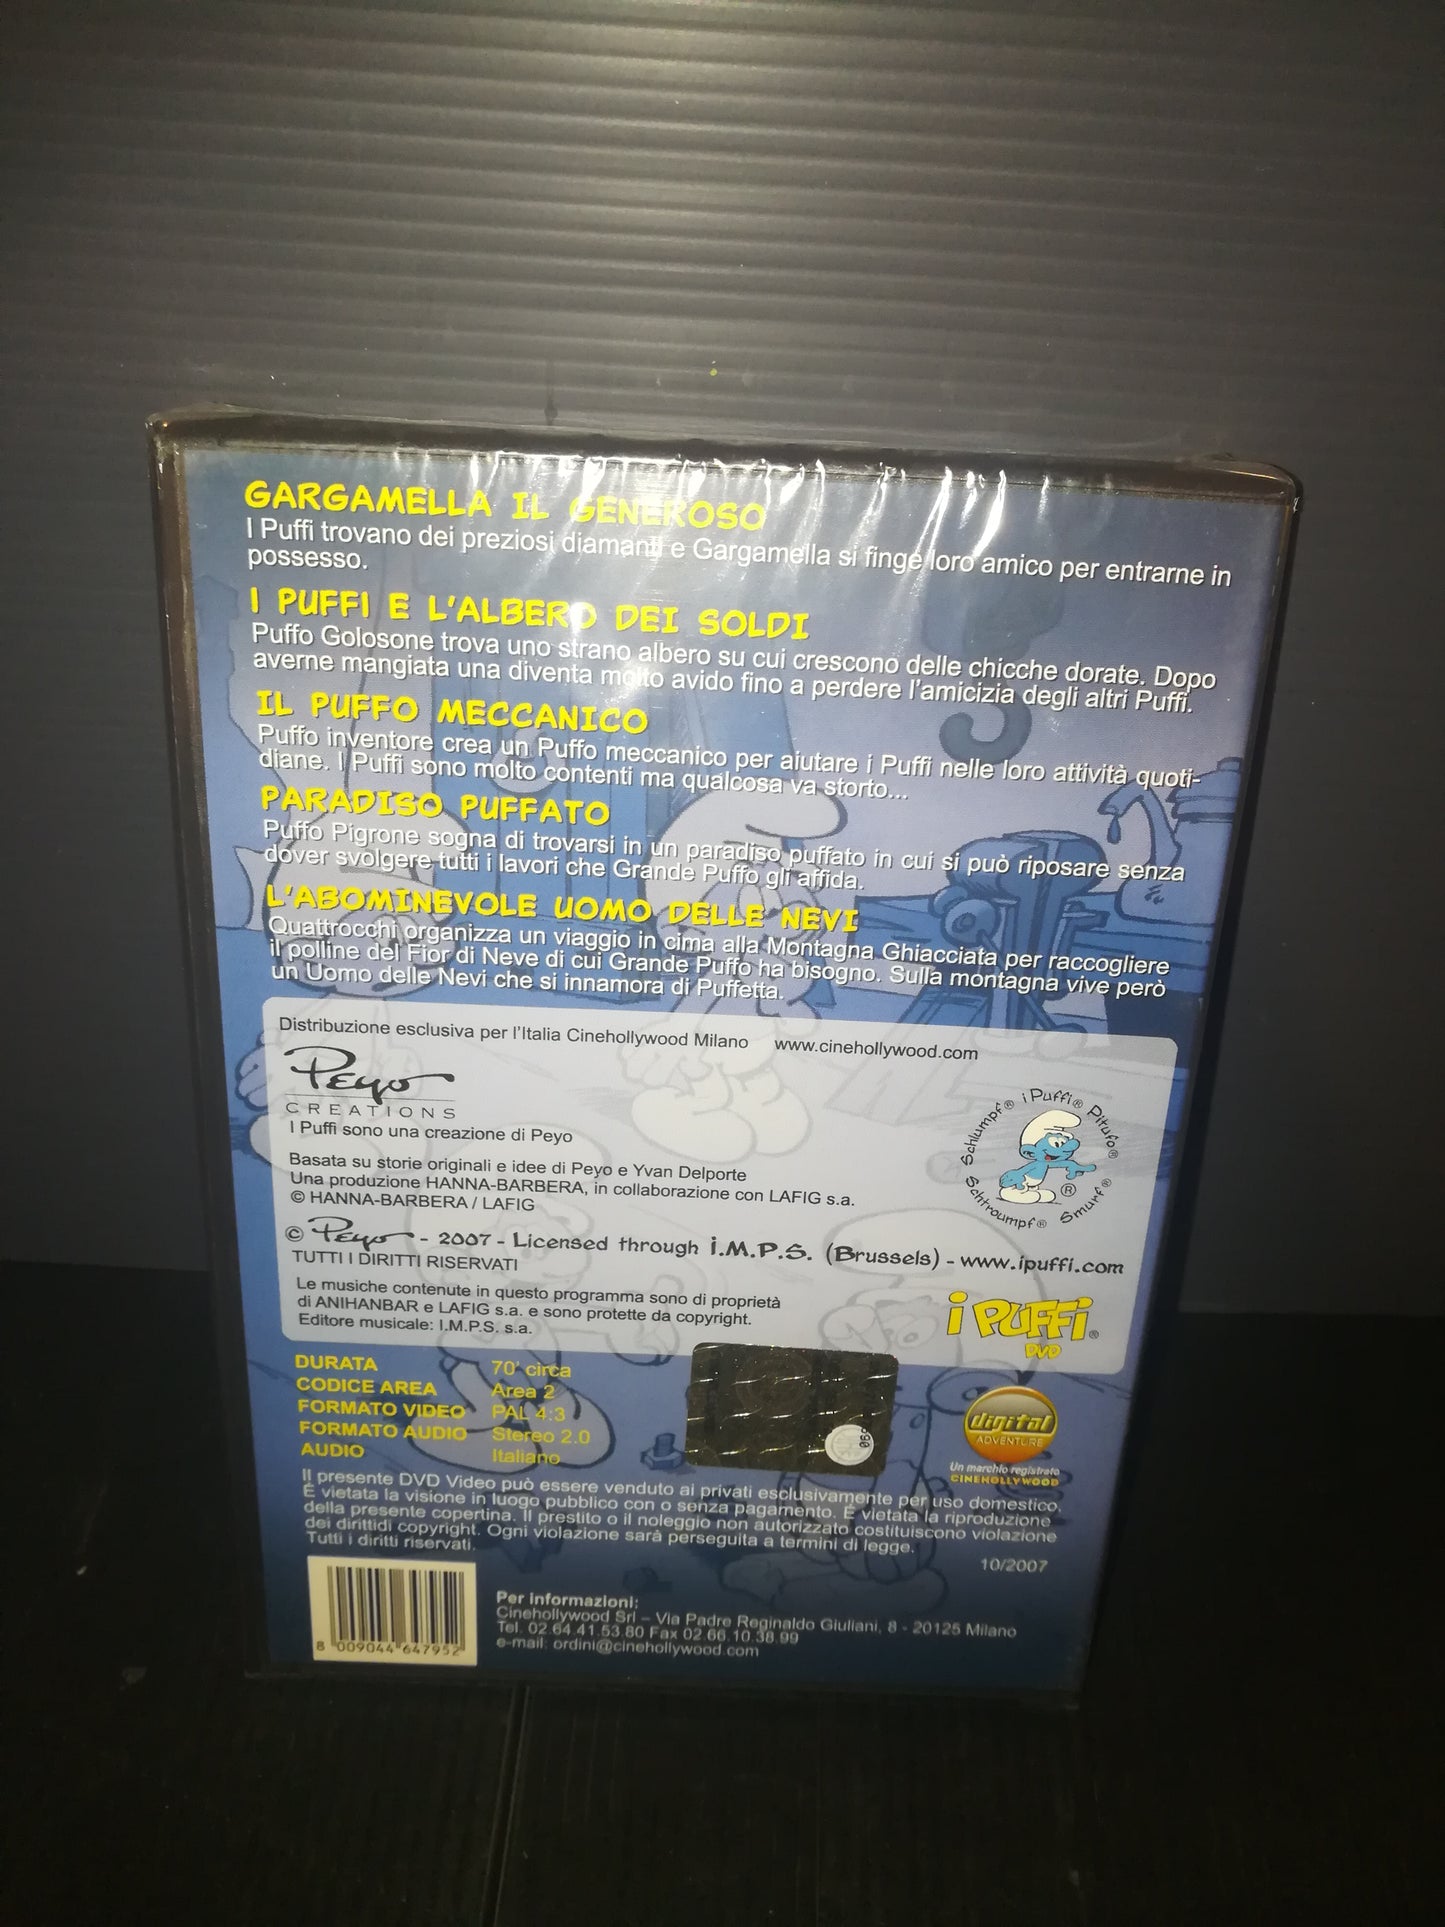 GARGAMELLA IL GENEROSO
I Puffi trovano dei preziosi diamanti e Gargamella si finge loro amico per entrarne in
possesso.
I PUFFI E L'ALBERO DEI SOLDI
Puffo Golosone trova uno strano albero su cui crescono delle chicche dorate. Dopo
averne mangiata una diventa molto avido fino a perdere l'amicizia degli altri Puffi.
IL PUFFO MECCANICO
Puffo inventore crea un Puffo meccanico per aiutare i Puffi nelle loro attività quoti-
diane. I Puffi sono molto contenti ma qualcosa va storto...
PARADISO PUFFATO
Puffo Pigrone sogna di trovarsi in un paradiso puffato in cui si può riposare senza
dover svolgere tutti i lavori che Grande Puffo gli affida.
L'ABOMINEVOLE UOMO DELLE NEVI
Quattrocchi organizza un viaggio in cima alla Montagna Ghiacciata per raccogliere
il polline del Fior di Neve di cui Grande Puffo ha bisogno. Sulla montagna vive però
un Uomo delle Nevi che si innamora di Puffetta.
Distribuzione esclusiva per l'Italia Cinehollywood Milano www.cinehollywood.com
Peyo
CREATIONS
I Puffi sono una creazione di Peyo
Basata su storie originali e idee di Peyo e Yvan Delporte
Una produzione HANNA-BARBERA, in collaborazione con LAFIG s.a.
© HANNA-BARBERA / LAFIG
Schlumpf® i Puffi® Pitufo® Smurf® Schtroumpf®
®
© Peyo - 2007 - Licensed through I.M.P.S. (Brussels) - www.ipuffi.com
TUTTI I DIRITTI RISERVATI
Le musiche contenute in questo programma sono di proprietà
di ANIHANBAR e LAFIG s.a. e sono protette da copyright.
Editore musicale: I.M.P.S. s.a.
i PUFFI®
DVD
DURATA 70' circa
CODICE AREA Area 2
FORMATO VIDEO PAL 4:3
FORMATO AUDIO Stereo 2.0
AUDIO Italiano
digital
ADVENTURE
Un marchio registrato
CINEHOLLYWOOD
Il presente DVD Video può essere venduto ai privati esclusivamente per uso domestico.
È vietata la visione in luogo pubblico con o senza pagamento. È vietata la riproduzione
della presente copertina. Il prestito o il noleggio non autorizzato costituiscono violazione
dei dirittidi copyright. Ogni violazione sarà perseguita a termini di legge.
Tutti i diritti riservati.
10/2007
8 009044 647952
Per informazioni:
Cinehollywood Srl – Via Padre Reginaldo Giuliani, 8 - 20125 Milano
Tel. 02.64.41.53.80 Fax 02.66.10.38.99
e-mail: ordini@cinehollywood.com